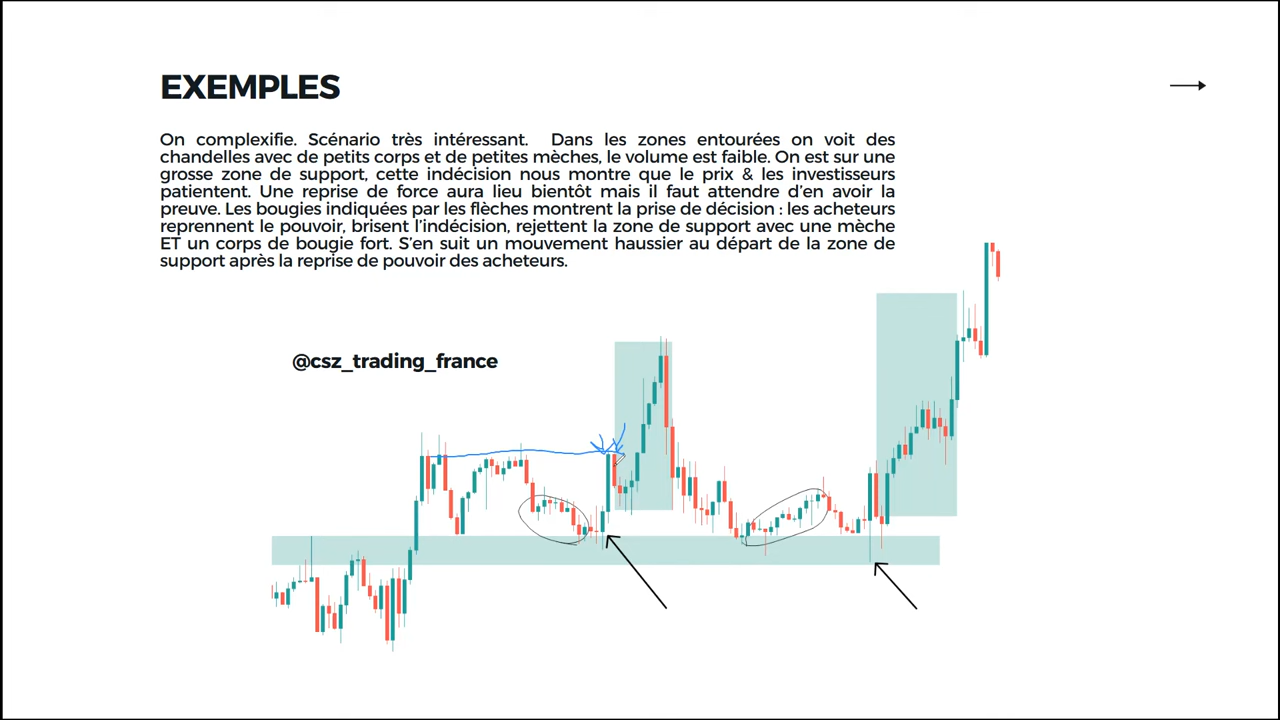 EXEMPLES
On complexifie. Scénario très intéressant. Dans les zones entourées on voit des
chandelles avec de petits corps et de petites mèches, le volume est faible. On est sur une
grosse zone de support, cette indécision nous montre que le prix & les investisseurs
patientent. Une reprise de force aura lieu bientôt mais il faut attendre d'en avoir la
preuve. Les bougies indiquées par les flèches montrent la prise de décision : les acheteurs
reprennent le pouvoir, brisent l'indécision, rejettent la zone de support avec une mèche
ET un corps de bougie fort. S'en suit un mouvement haussier au départ de la zone de
support après la reprise de pouvoir des acheteurs.
@csz_trading_france